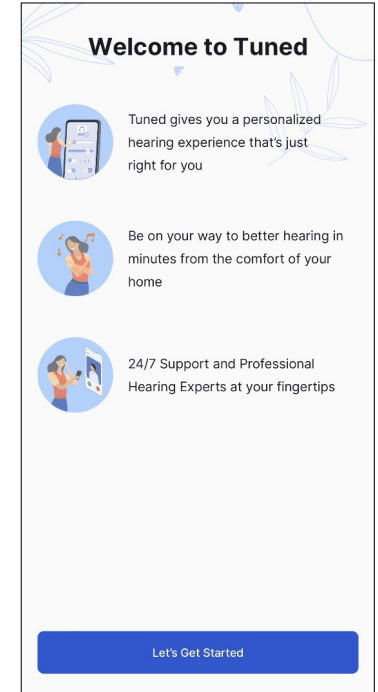 Welcome to Tuned
Tuned gives you a personalized
hearing experience that's just
right for you
Be on your way to better hearing in
minutes from the comfort of your
home
24/7 Support and Professional
Hearing Experts at your fingertips
Let's Get Started